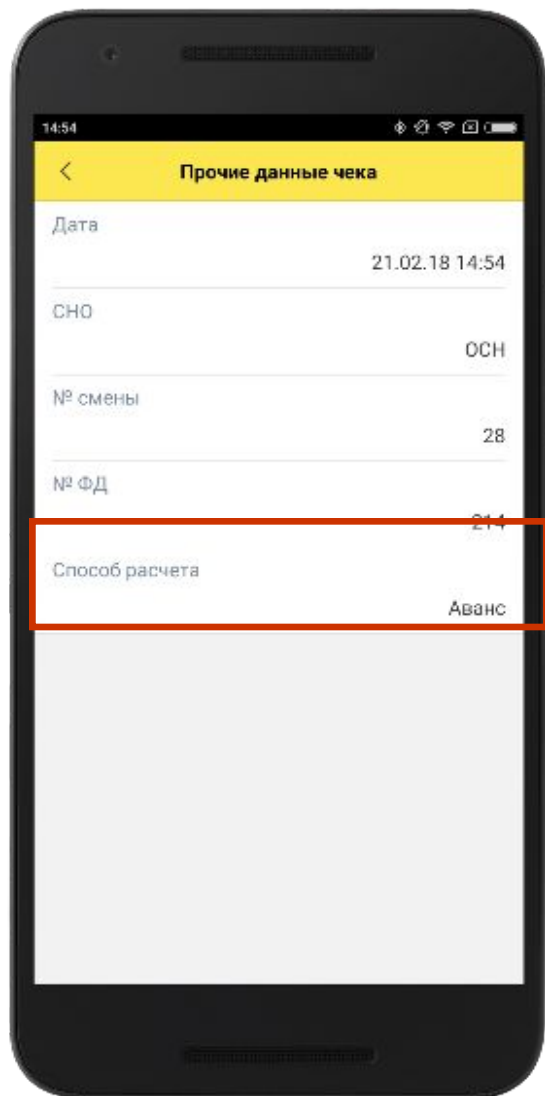 14:54
Прочие данные чека
Дата
21.02.18 14:54
СНО
ОСН
№ смены
28
№ ФД
214
Способ расчета
Аванс